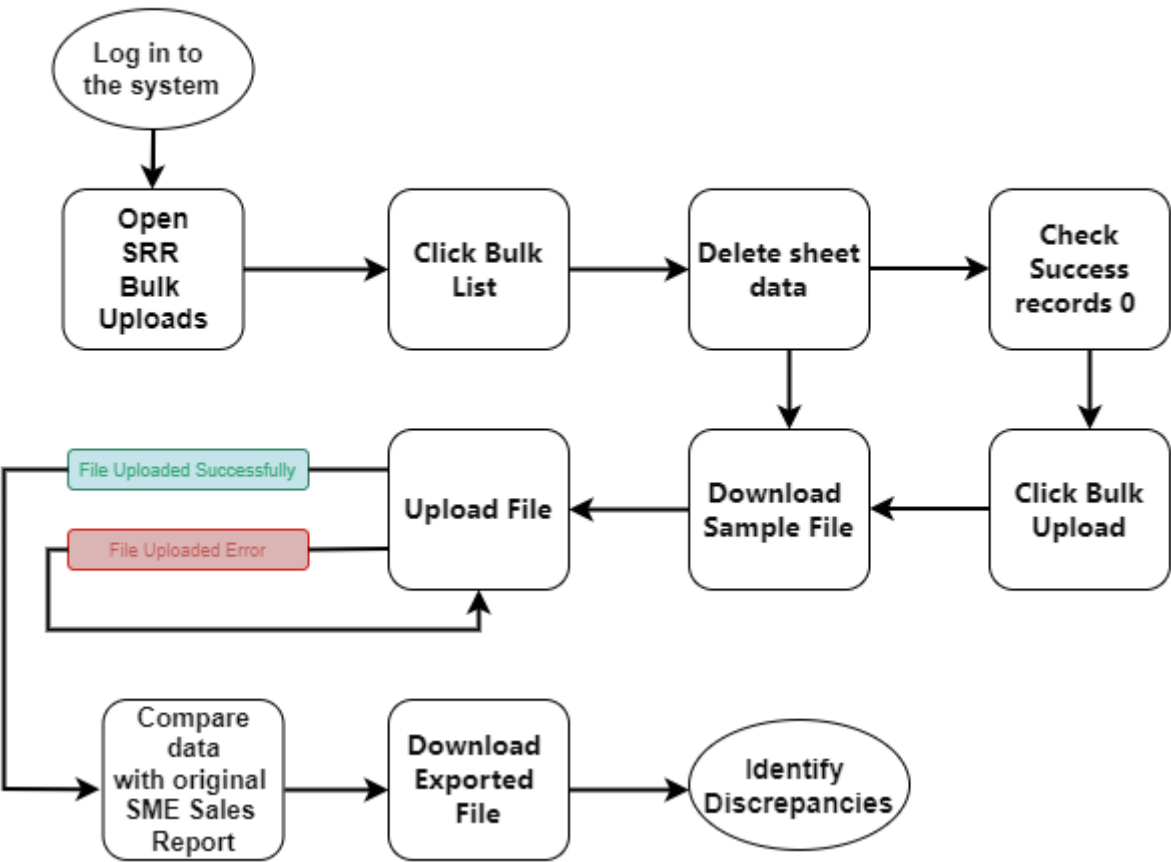 Log in to
the system
Open
SRR
Bulk
Uploads
Click Bulk
List
Delete sheet
data
Check
Success
records 0
File Uploaded Successfully
File Uploaded Error
Upload File
Download
Sample File
Click Bulk
Upload
Compare
data
with original
SME Sales
Report
Download
Exported
File
Identify
Discrepancies